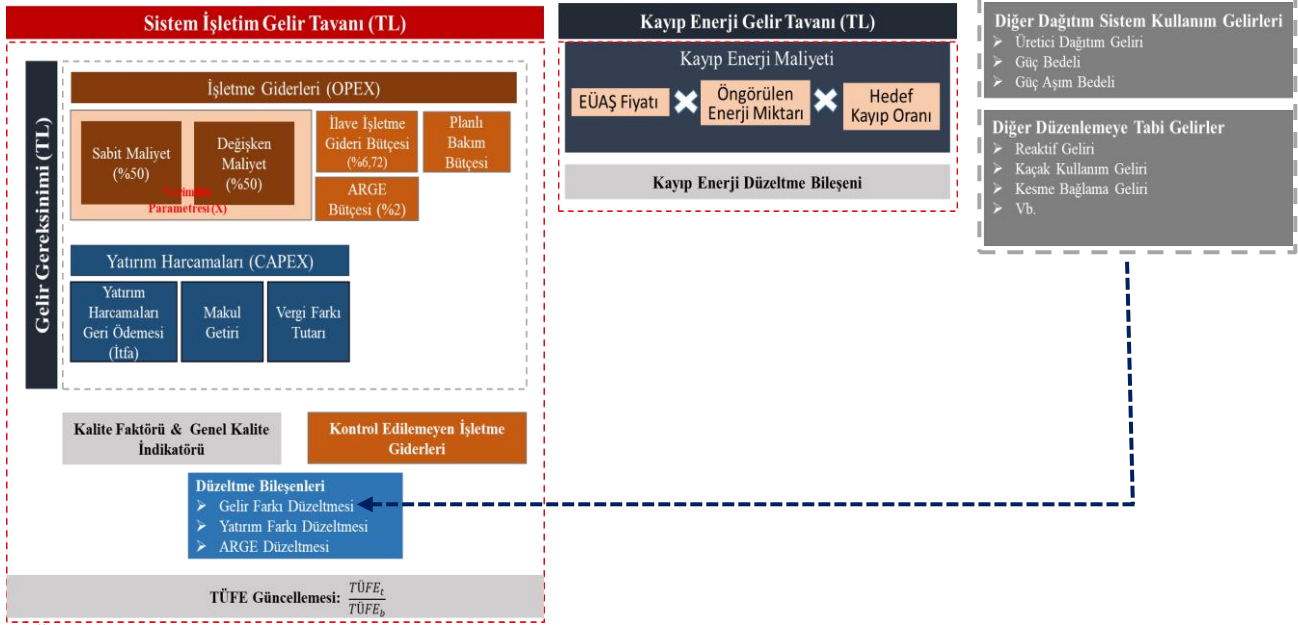 Sistem İşletim Gelir Tavanı (TL)
Gelir Gereksinimi (TL)
İşletme Giderleri (OPEX)
Sabit Maliyet
(%50)
Değişken
Maliyet
(%50)
Parametresi (X)
İlave İşletme
Gideri Bütçesi
(%6,72)
Planlı
Bakım
Bütçesi
ARGE
Bütçesi (%2)
Yatırım Harcamaları (CAPEX)
Yatırım
Harcamaları
Geri Ödemesi
(İtfa)
Makul
Getiri
Vergi Farkı
Tutarı
Kalite Faktörü & Genel Kalite
İndikatörü
Kontrol Edilemeyen İşletme
Giderleri
Düzeltme Bileşenleri
➢ Gelir Farkı Düzeltmesi
➢ Yatırım Farkı Düzeltmesi
➢ ARGE Düzeltmesi
TÜFE Güncellemesi: TÜFE_t / TÜFE_b
Kayıp Enerji Gelir Tavanı (TL)
Kayıp Enerji Maliyeti
EÜAŞ Fiyatı
Öngörülen
Enerji Miktarı
Hedef
Kayıp Oranı
Kayıp Enerji Düzeltme Bileşeni
Diğer Dağıtım Sistem Kullanım Gelirleri
➢ Üretici Dağıtım Geliri
➢ Güç Bedeli
➢ Güç Aşım Bedeli
Diğer Düzenlemeye Tabi Gelirler
➢ Reaktif Geliri
➢ Kaçak Kullanım Geliri
➢ Kesme Bağlama Geliri
➢ Vb.